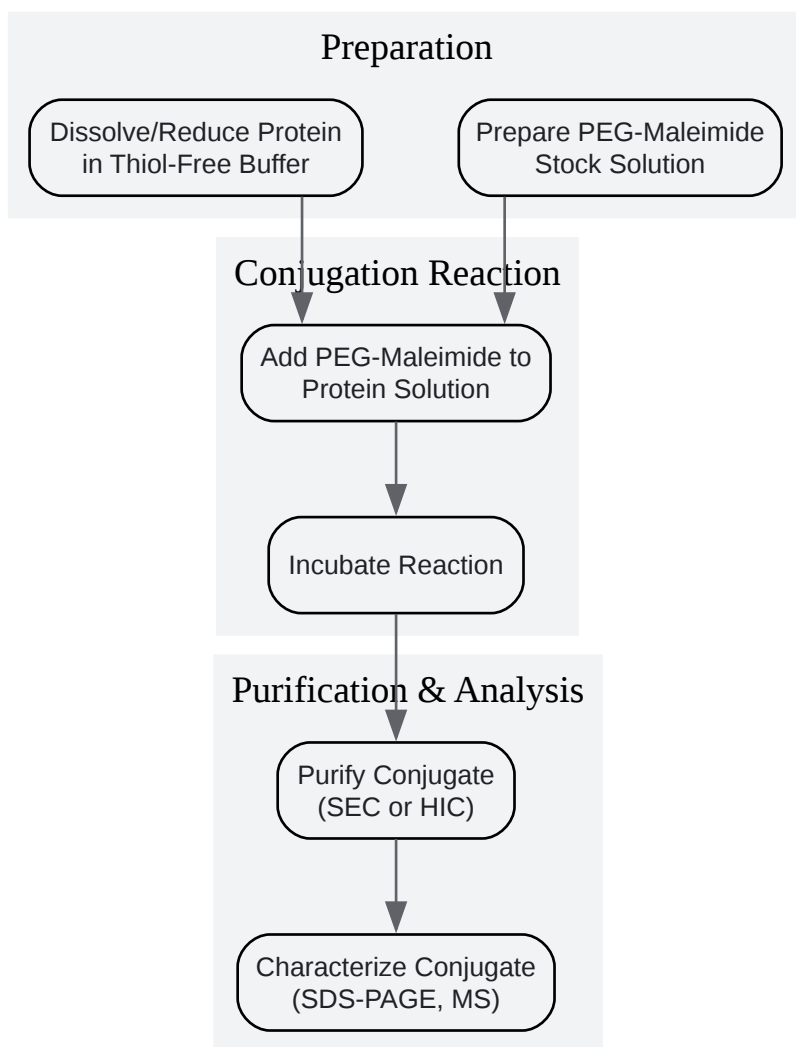 Preparation
Dissolve/Reduce Protein
in Thiol-Free Buffer
Prepare PEG-Maleimide
Stock Solution
Conjugation Reaction
Add PEG-Maleimide to
Protein Solution
Incubate Reaction
Purification & Analysis
Purify Conjugate
(SEC or HIC)
Characterize Conjugate
(SDS-PAGE, MS)